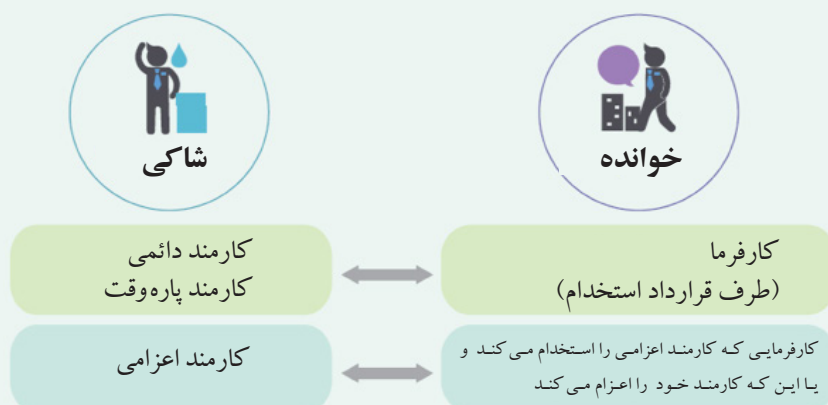 خوانده
شاکی
کارفرما
(طرف قرارداد استخدام)
کارمند دائمی
کارمند پاره‌وقت
کارفرمایی که کارمند اعزامی را استخدام می‌کند و
یا این که کارمند خود را اعزام می‌کند
کارمند اعزامی